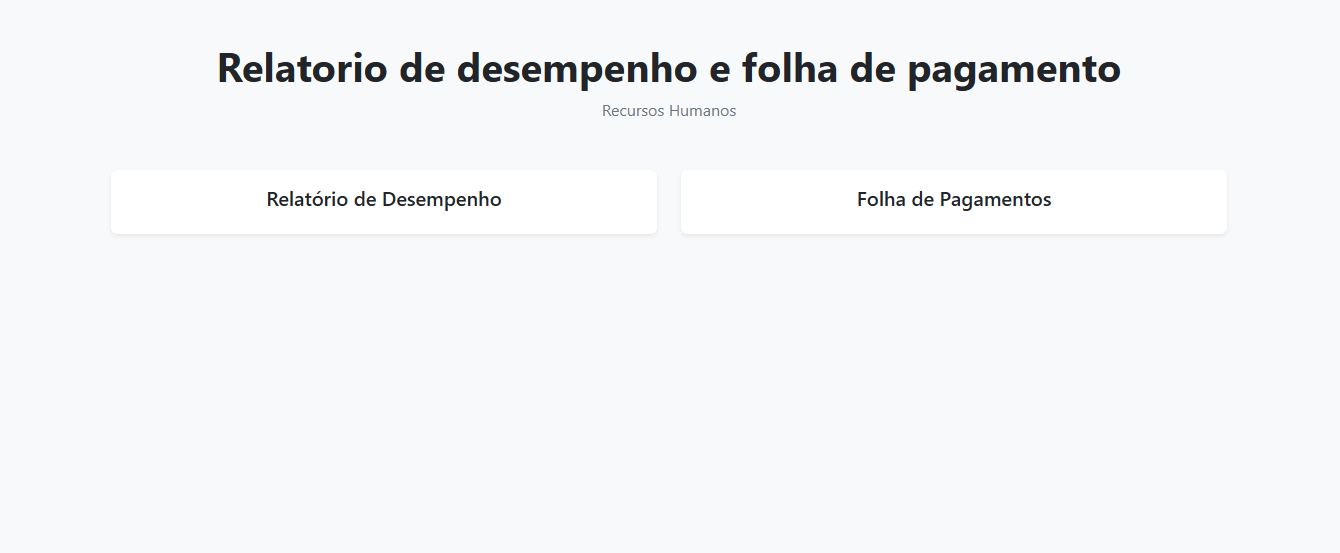 Relatorio de desempenho e folha de pagamento
Recursos Humanos
Relatório de Desempenho
Folha de Pagamentos